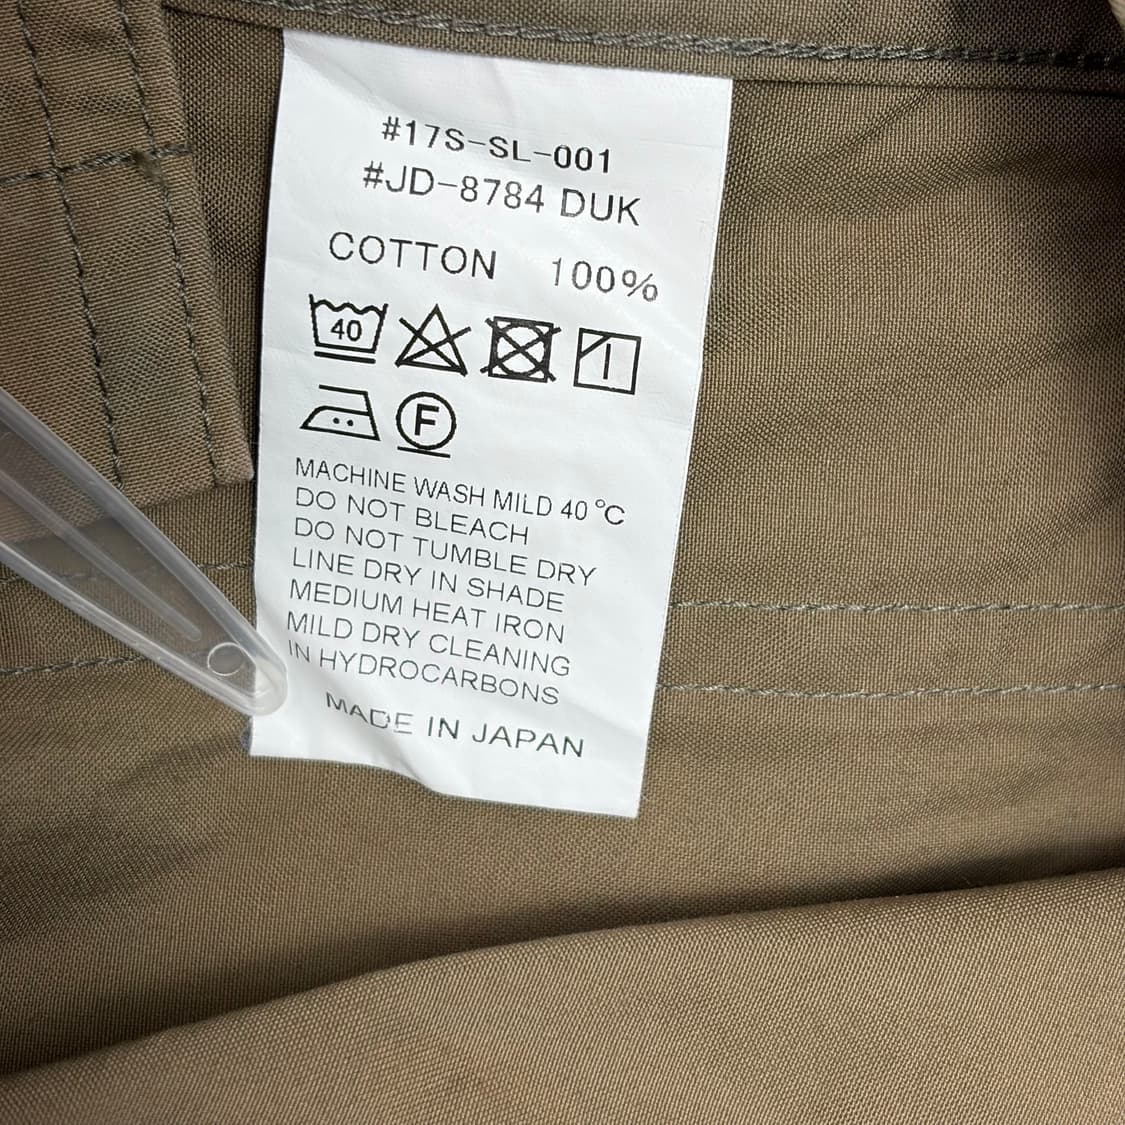 #17S-SL-001
#JD-8784 DUK
COTTON 100%
40
F
MACHINE WASH MILD 40 °C
DO NOT BLEACH
DO NOT TUMBLE DRY
LINE DRY IN SHADE
MEDIUM HEAT IRON
MILD DRY CLEANING
IN HYDROCARBONS
MADE IN JAPAN